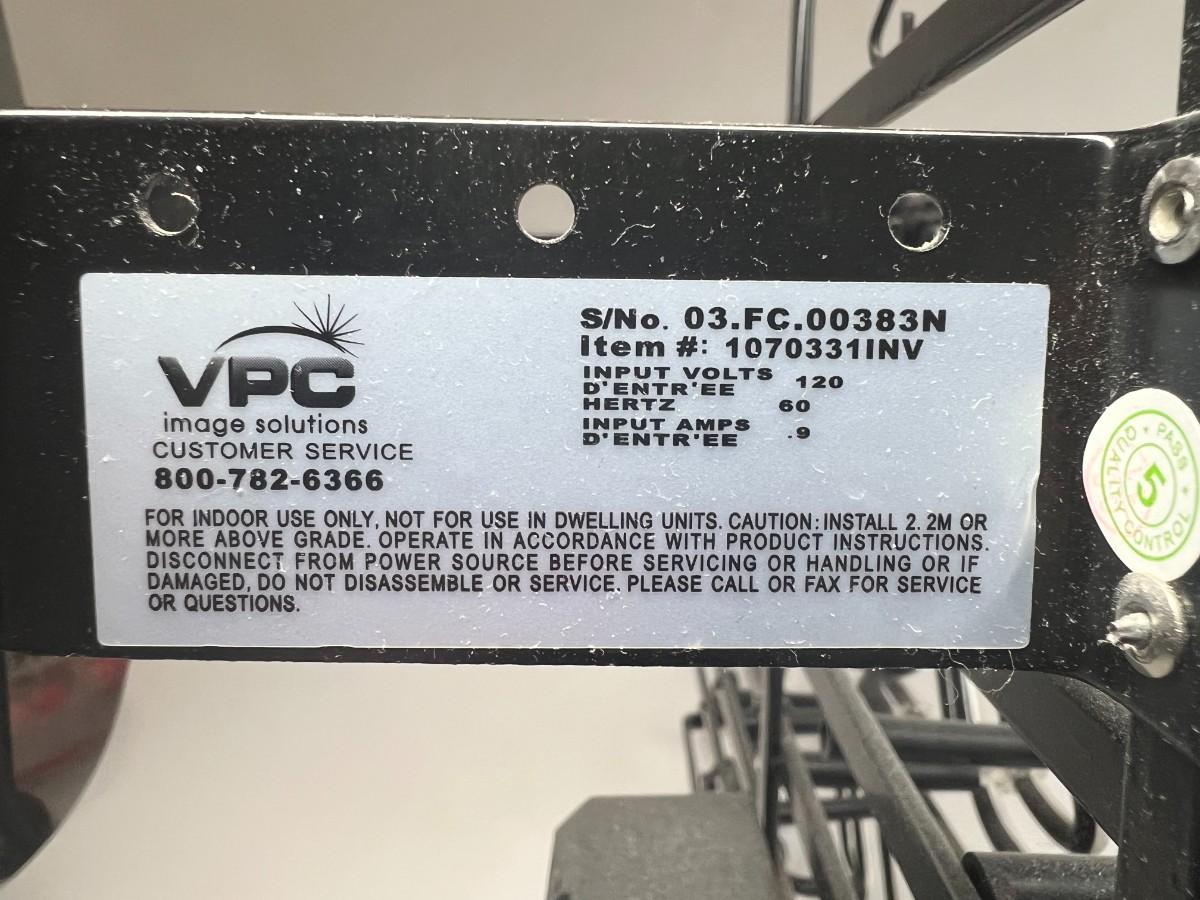 VPC
image solutions
CUSTOMER SERVICE
800-782-6366
S/No. 03.FC.00383N
Item #: 1070331INV
INPUT VOLTS
D'ENTR'EE 120
HERTZ 60
INPUT AMPS
D'ENTR'EE .9
FOR INDOOR USE ONLY, NOT FOR USE IN DWELLING UNITS. CAUTION: INSTALL 2.2M OR
MORE ABOVE GRADE. OPERATE IN ACCORDANCE WITH PRODUCT INSTRUCTIONS.
DISCONNECT FROM POWER SOURCE BEFORE SERVICING OR HANDLING OR IF
DAMAGED, DO NOT DISASSEMBLE OR SERVICE. PLEASE CALL OR FAX FOR SERVICE
OR QUESTIONS.
QUALITY CONTROL * PASS *
5